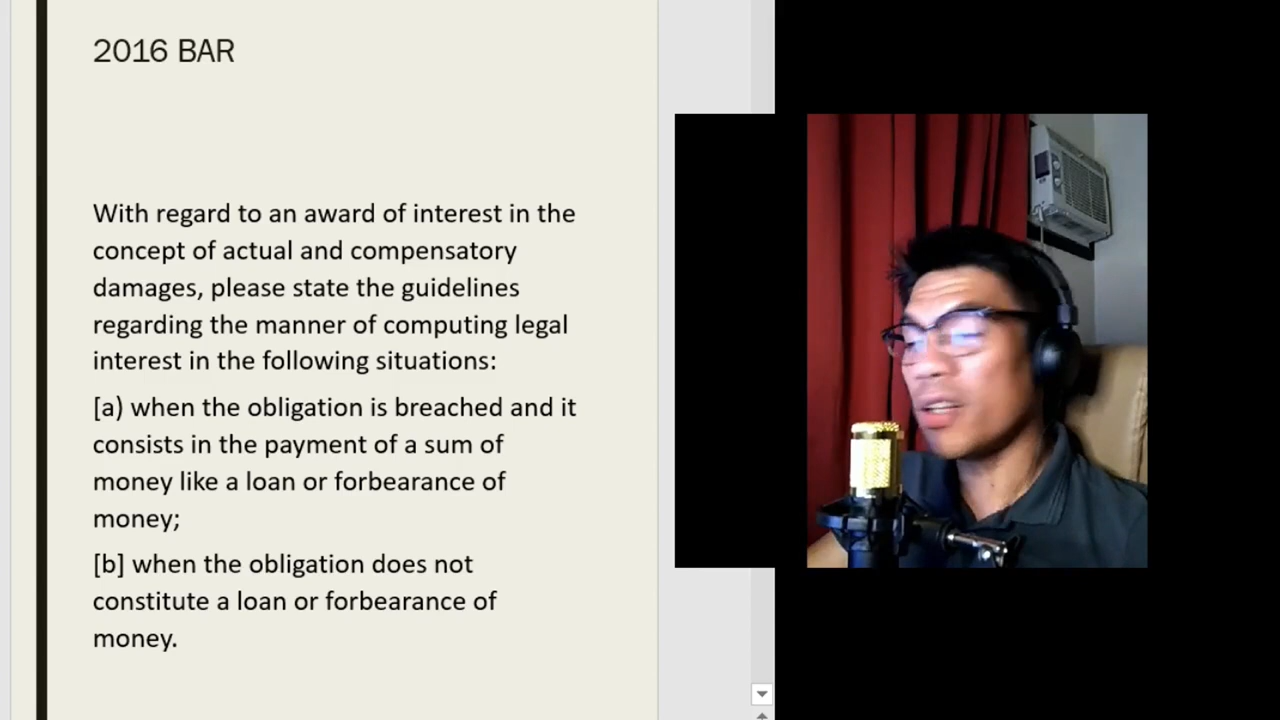 2016 BAR
With regard to an award of interest in the
concept of actual and compensatory
damages, please state the guidelines
regarding the manner of computing legal
interest in the following situations:
[a) when the obligation is breached and it
consists in the payment of a sum of
money like a loan or forbearance of
money;
[b] when the obligation does not
constitute a loan or forbearance of
money.